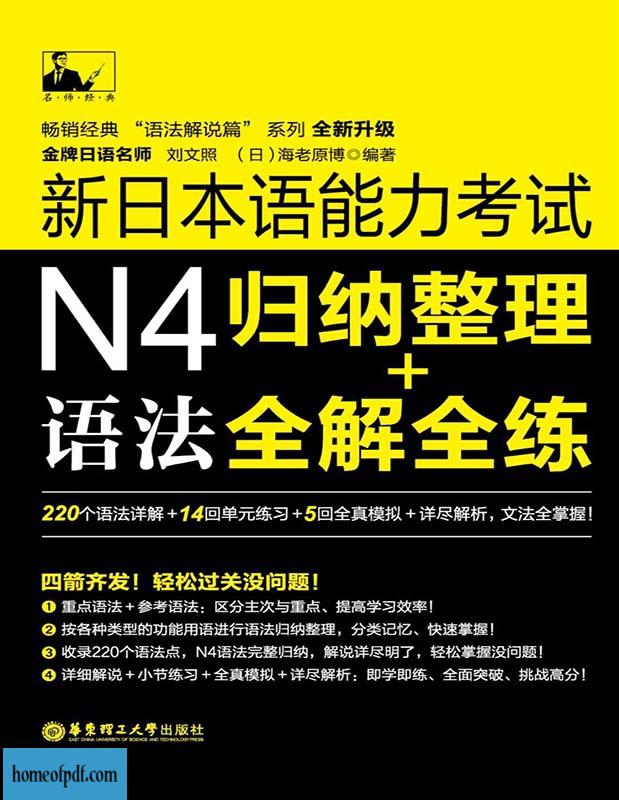 名·师·经·典
畅销经典 “语法解说篇” 系列 全新升级
金牌日语名师 刘文照 （日）海老原博◎编著
新日本语能力考试
N4 归纳整理
+
语法 全解全练
220个语法详解+14回单元练习+5回全真模拟+详尽解析，文法全掌握！
四箭齐发！轻松过关没问题！
❶ 重点语法+参考语法：区分主次与重点、提高学习效率！
❷ 按各种类型的功能用语进行语法归纳整理，分类记忆、快速掌握！
❸ 收录220个语法点，N4语法完整归纳，解说详尽明了，轻松掌握没问题！
❹ 详细解说+小节练习+全真模拟+详尽解析：即学即练、全面突破、挑战高分！
华东理工大学出版社
EAST CHINA UNIVERSITY OF SCIENCE AND TECHNOLOGY PRESS
homeofpdf.com